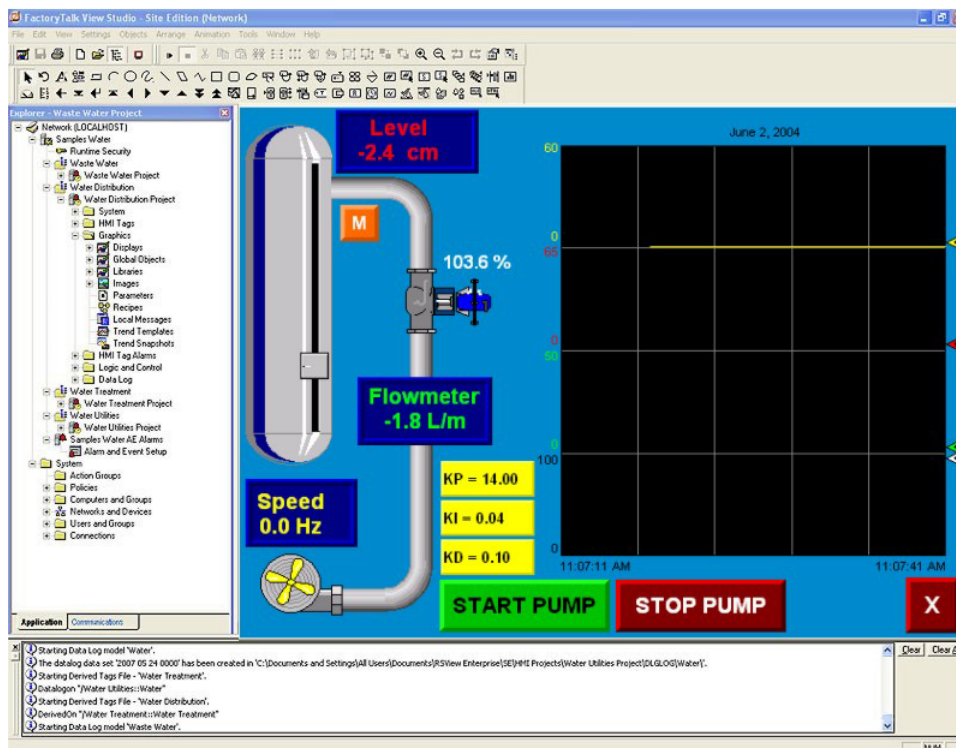 FactoryTalk View Studio - Site Edition (Network)
File Edit View Settings Objects Arrange Animation Tools Window Help
Explorer - Waste Water Project
Network (LOCALHOST)
Samples Water
Runtime Security
Waste Water
Waste Water Project
Water Distribution
Water Distribution Project
System
HMI Tags
Graphics
Displays
Global Objects
Libraries
Images
Parameters
Recipes
Local Messages
Trend Templates
Trend Snapshots
HMI Tag Alarms
Logic and Control
Data Log
Water Treatment
Water Treatment Project
Water Utilities
Water Utilities Project
Samples Water AE Alarms
Alarm and Event Setup
System
Action Groups
Policies
Computers and Groups
Networks and Devices
Users and Groups
Connections
Application Communications
Level
-2.4 cm
M
103.6 %
Flowmeter
-1.8 L/m
Speed
0.0 Hz
KP = 14.00
KI = 0.04
KD = 0.10
June 2, 2004
60
0
65
0
50
0
100
0
11:07:11 AM 11:07:41 AM
START PUMP STOP PUMP X
Starting Data Log model 'Water'.
The datalog data set '2007 05 24 0000' has been created in 'C:\Documents and Settings\All Users\Documents\RSView Enterprise\SE\HMI Projects\Water Utilities Project\DLGLOG\Water\'.
Starting Derived Tags File - 'Water Treatment'.
Datalogon "/Water Utilities::Water"
Starting Derived Tags File - 'Water Distribution'.
DerivedOn "/Water Treatment::Water Treatment"
Starting Data Log model 'Waste Water'.
Clear Clear